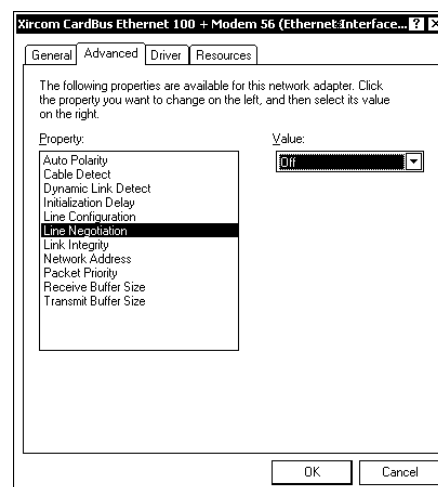 Xircom CardBus Ethernet 100 + Modem 56 (Ethernet Interface...
General Advanced Driver Resources
The following properties are available for this network adapter. Click
the property you want to change on the left, and then select its value
on the right.
Property: Value:
Auto Polarity Off
Cable Detect
Dynamic Link Detect
Initialization Delay
Line Configuration
Line Negotiation
Link Integrity
Network Address
Packet Priority
Receive Buffer Size
Transmit Buffer Size
OK Cancel